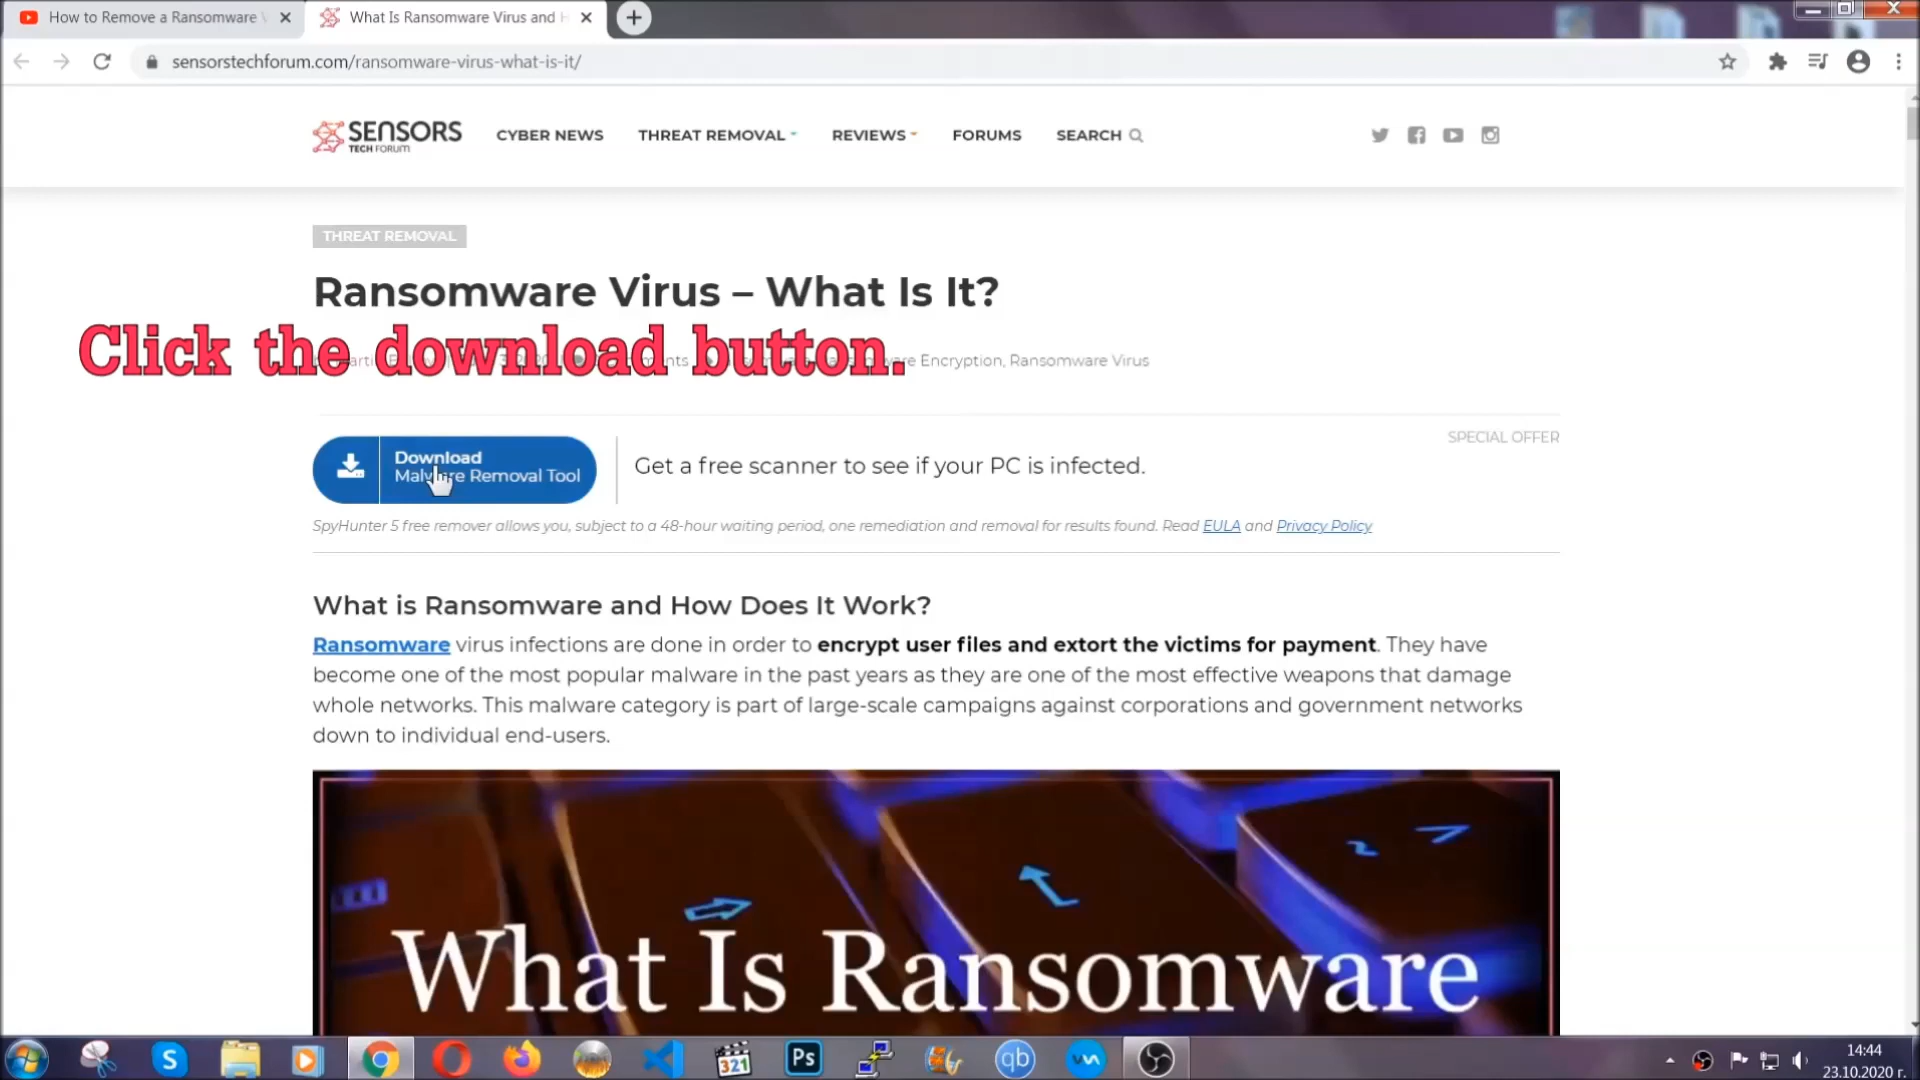 How to Remove a Ransomware
What Is Ransomware Virus and
sensorstechforum.com/ransomware-virus-what-is-it/
SENSORS
TECH FORUM
CYBER NEWS
THREAT REMOVAL
REVIEWS
FORUMS
SEARCH
THREAT REMOVAL
Ransomware Virus – What Is It?
Click the download button.
Encryption, Ransomware Virus
SPECIAL OFFER
Download
Malware Removal Tool
Get a free scanner to see if your PC is infected.
SpyHunter 5 free remover allows you, subject to a 48-hour waiting period, one remediation and removal for results found. Read EULA and Privacy Policy
What is Ransomware and How Does It Work?
Ransomware virus infections are done in order to encrypt user files and extort the victims for payment. They have
become one of the most popular malware in the past years as they are one of the most effective weapons that damage
whole networks. This malware category is part of large-scale campaigns against corporations and government networks
down to individual end-users.
What Is Ransomware
S
321
Ps
qb
14:44
23.10.2020 г.